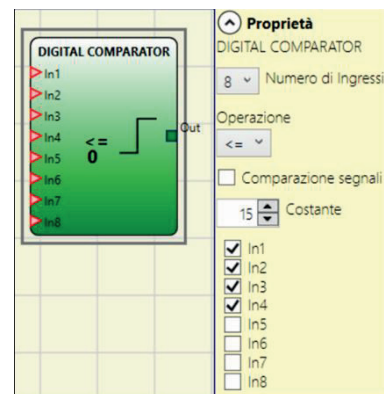 DIGITAL COMPARATOR
In1
In2
In3
In4
In5
In6
In7
In8
<=
0
Out
Proprietà
DIGITAL COMPARATOR
8 Numero di Ingressi
Operazione
<=
Comparazione segnali
15 Costante
In1
In2
In3
In4
In5
In6
In7
In8